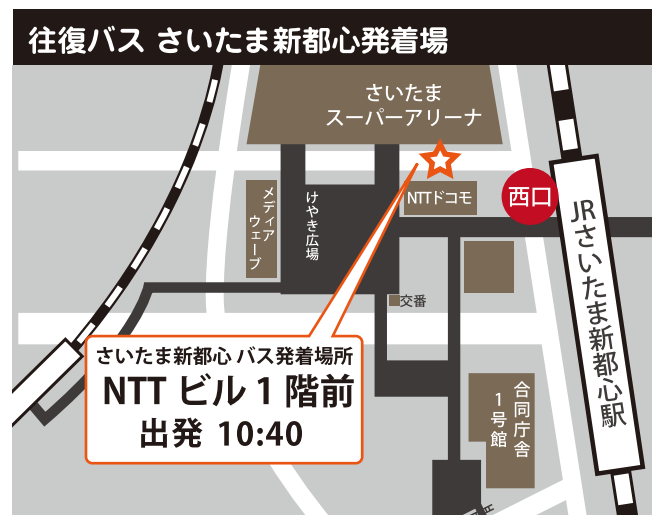 往復バス さいたま新都心発着場
さいたま
スーパーアリーナ
NTTドコモ
西口
メディア
ウェーブ
けやき広場
JRさいたま新都心駅
交番
さいたま新都心 バス発着場所
NTT ビル 1 階前
出発 10:40
合同庁舎
1号館